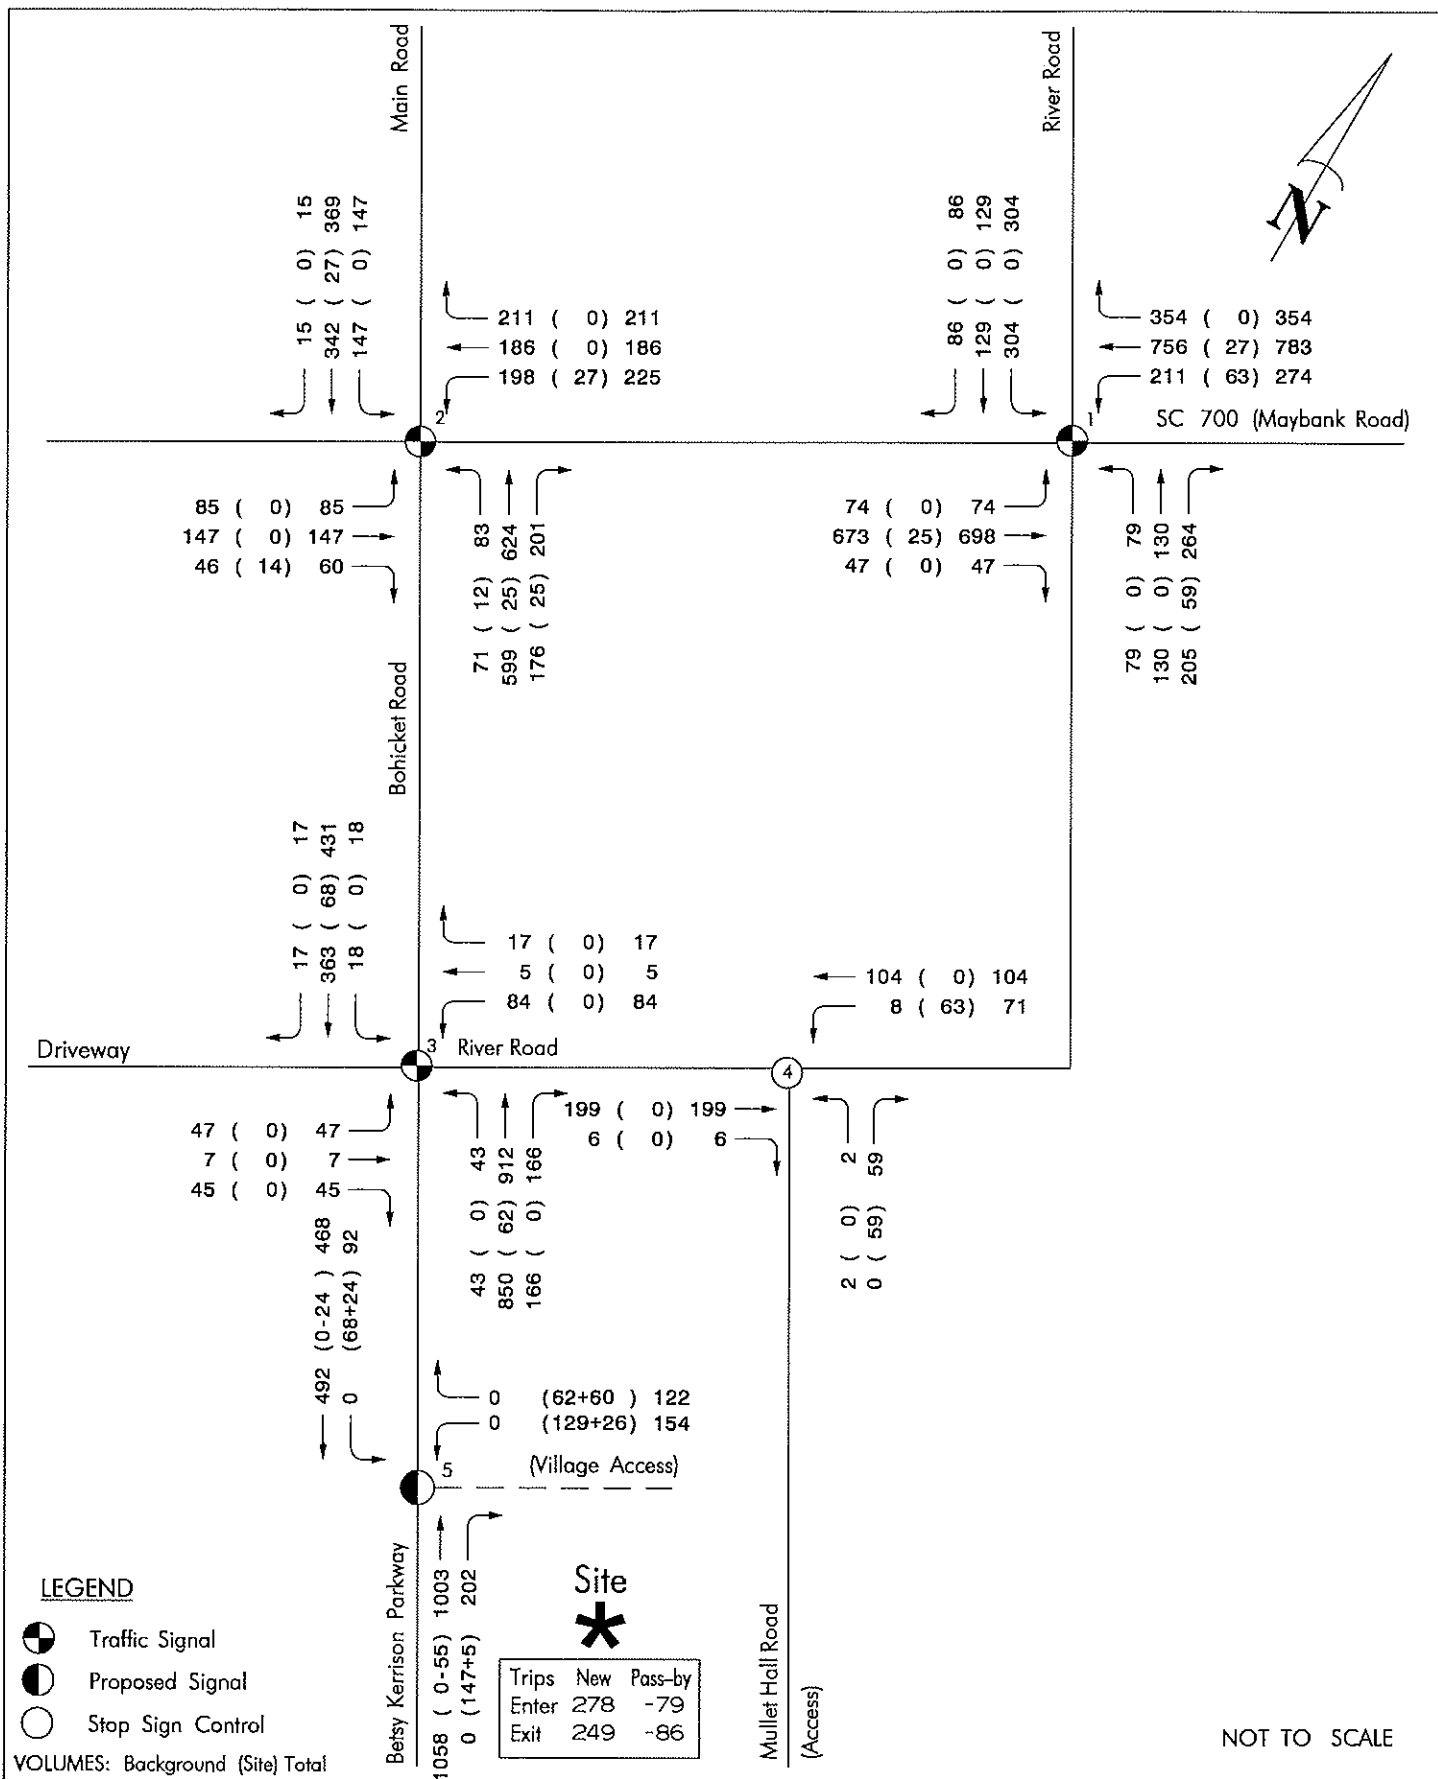 Main Road
River Road
N
15 ( 0) 15
342 ( 27) 369
147 ( 0) 147
211 ( 0) 211
186 ( 0) 186
198 ( 27) 225
86 ( 0) 86
129 ( 0) 129
304 ( 0) 304
354 ( 0) 354
756 ( 27) 783
211 ( 63) 274
2
1
SC 700 (Maybank Road)
85 ( 0) 85
147 ( 0) 147
46 ( 14) 60
71 ( 12) 83
599 ( 25) 624
176 ( 25) 201
74 ( 0) 74
673 ( 25) 698
47 ( 0) 47
79 ( 0) 79
130 ( 0) 130
205 ( 59) 264
Bohicket Road
17 ( 0) 17
363 ( 68) 431
18 ( 0) 18
17 ( 0) 17
5 ( 0) 5
84 ( 0) 84
104 ( 0) 104
8 ( 63) 71
Driveway
3
River Road
4
47 ( 0) 47
7 ( 0) 7
45 ( 0) 45
43 ( 0) 43
850 ( 62) 912
166 ( 0) 166
199 ( 0) 199
6 ( 0) 6
2 ( 0) 2
0 ( 59) 59
492 (0-24 ) 468
0 (68+24) 92
0 (62+60 ) 122
0 (129+26) 154
5
(Village Access)
Betsy Kerrison Parkway
1058 ( 0-55) 1003
0 (147+5) 202
Site
Trips New Pass-by
Enter 278 -79
Exit 249 -86
Mullet Hall Road
(Access)
LEGEND
Traffic Signal
Proposed Signal
Stop Sign Control
VOLUMES: Background (Site) Total
NOT TO SCALE